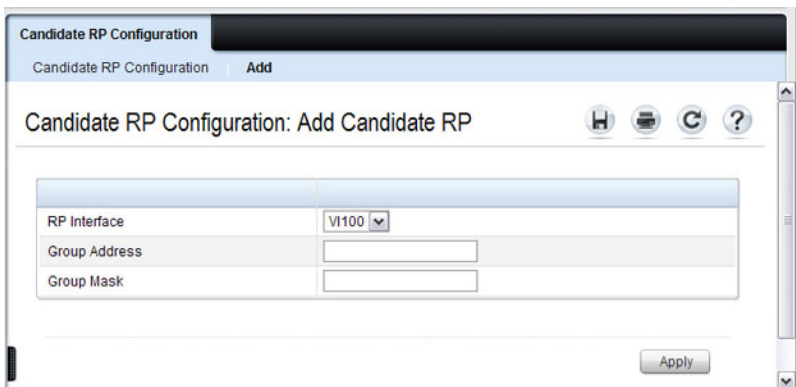 Candidate RP Configuration
Candidate RP Configuration Add
Candidate RP Configuration: Add Candidate RP
RP Interface VI100
Group Address
Group Mask
Apply